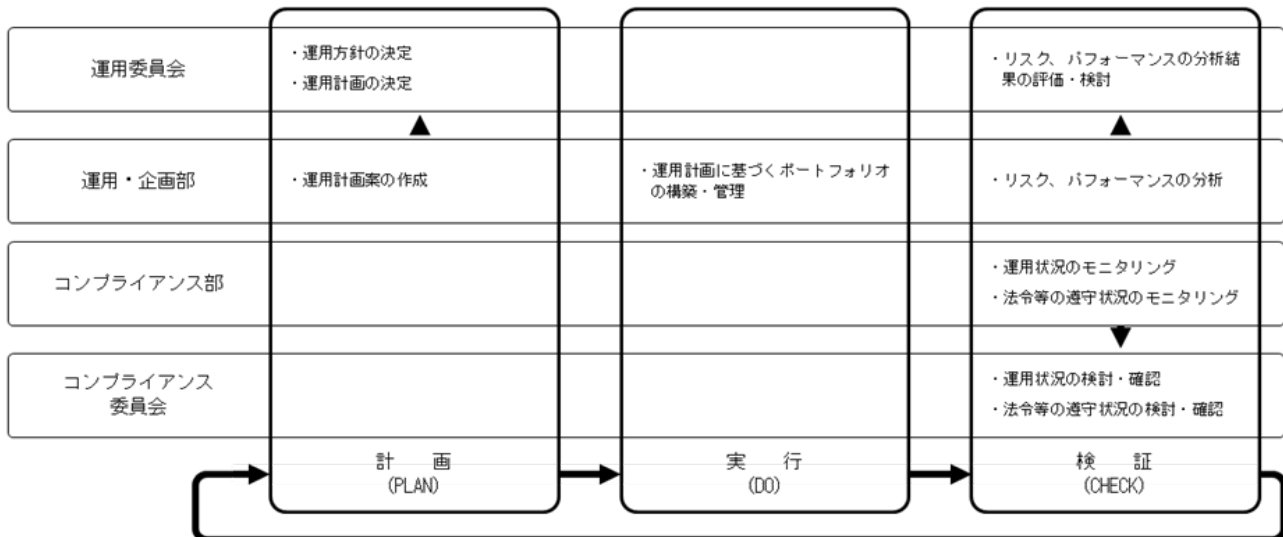 運用委員会
・運用方針の決定
・運用計画の決定
・リスク、パフォーマンスの分析結
果の評価・検討
運用・企画部
・運用計画案の作成
・運用計画に基づくポートフォリオ
の構築・管理
・リスク、パフォーマンスの分析
コンプライアンス部
・運用状況のモニタリング
・法令等の遵守状況のモニタリング
コンプライアンス
委員会
・運用状況の検討・確認
・法令等の遵守状況の検討・確認
計　画
(PLAN)
実　行
(DO)
検　証
(CHECK)